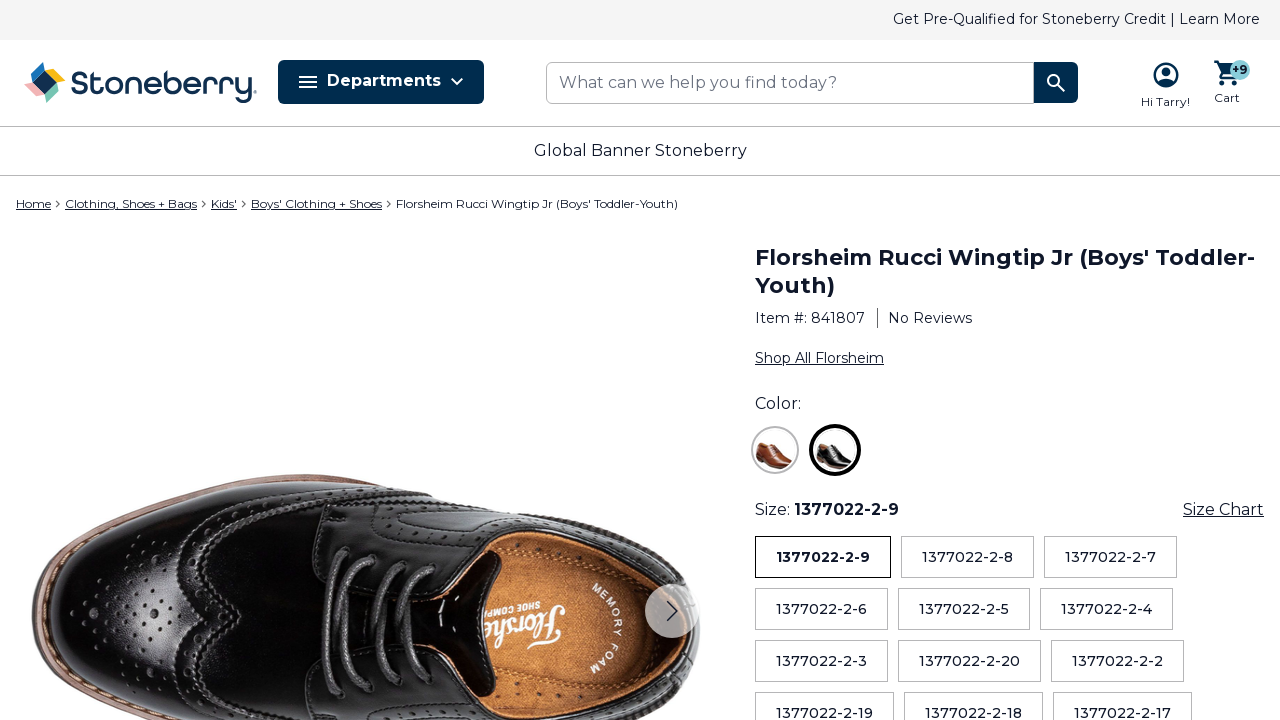 Get Pre-Qualified for Stoneberry Credit | Learn More
Stoneberry
Departments
What can we help you find today?
Hi Tarry!
+9
Cart
Global Banner Stoneberry
Home > Clothing, Shoes + Bags > Kids' > Boys' Clothing + Shoes > Florsheim Rucci Wingtip Jr (Boys' Toddler-Youth)
Florsheim Rucci Wingtip Jr (Boys' Toddler-
Youth)
Item #: 841807 | No Reviews
Shop All Florsheim
Color:
Size: 1377022-2-9
Size Chart
1377022-2-9 1377022-2-8 1377022-2-7
1377022-2-6 1377022-2-5 1377022-2-4
1377022-2-3 1377022-2-20 1377022-2-2
1377022-2-19 1377022-2-18 1377022-2-17
MEMORY FOAM